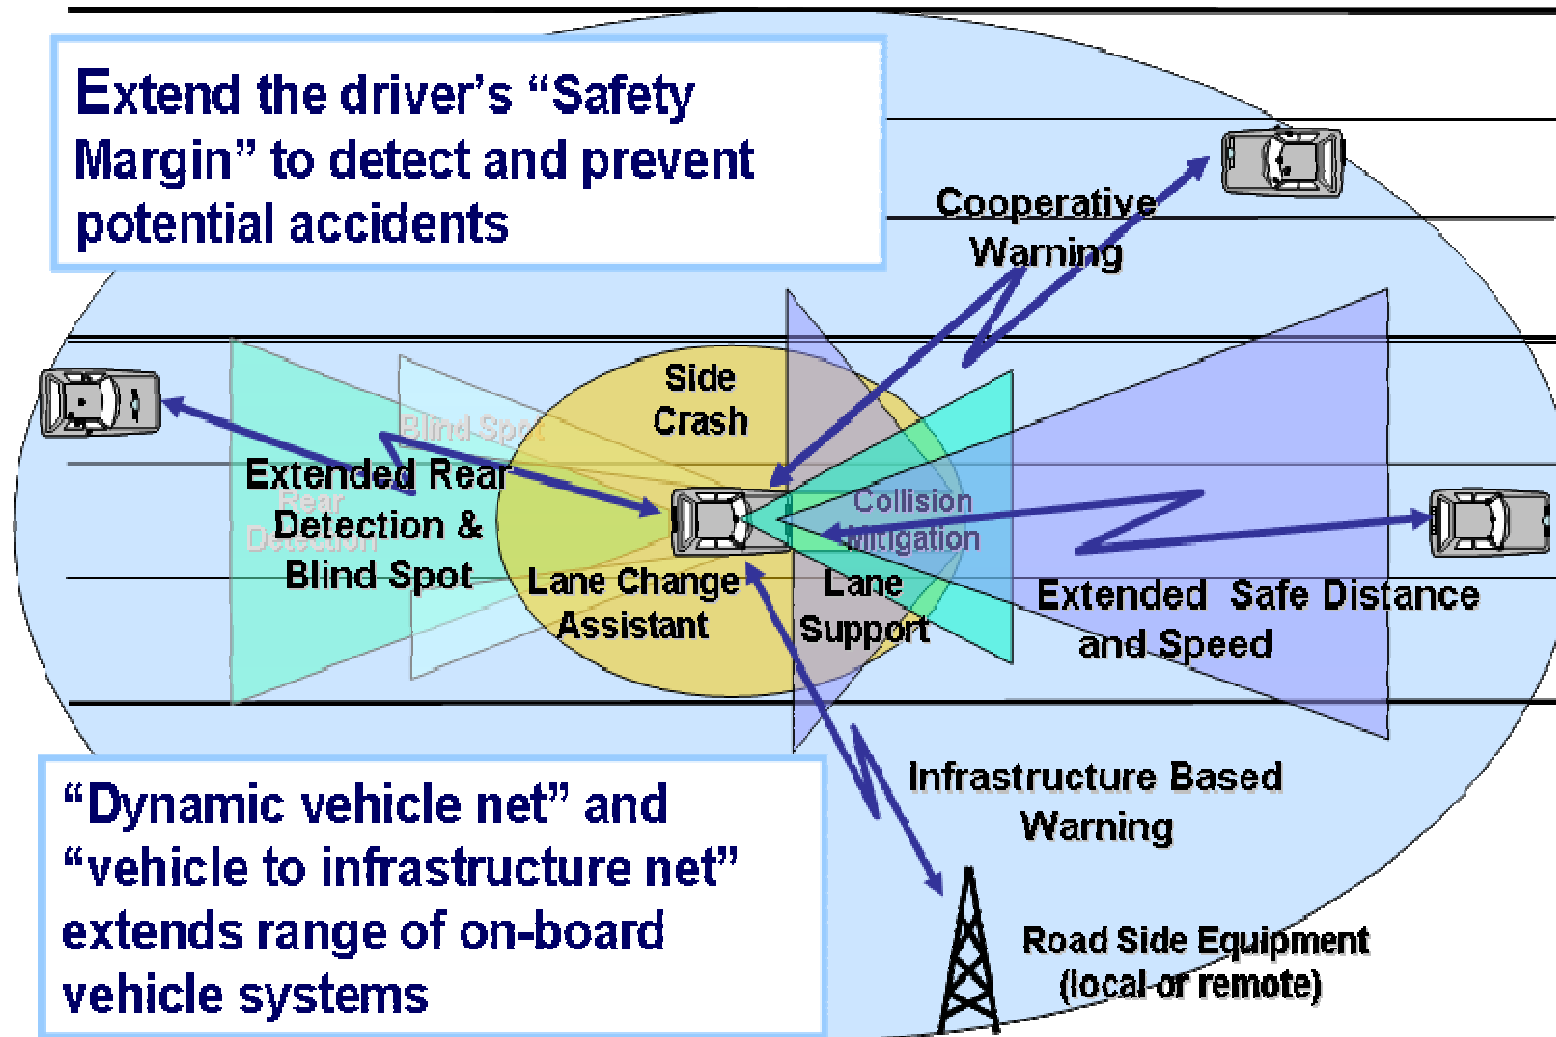 Extend the driver's “Safety
Margin” to detect and prevent
potential accidents
Cooperative
Warning
Side
Crash
Blind Spot
Extended Rear
Detection &
Blind Spot
Rear
Detection
Collision
Mitigation
Lane Change
Assistant
Lane
Support
Extended Safe Distance
and Speed
“Dynamic vehicle net” and
“vehicle to infrastructure net”
extends range of on-board
vehicle systems
Infrastructure Based
Warning
Road Side Equipment
(local or remote)